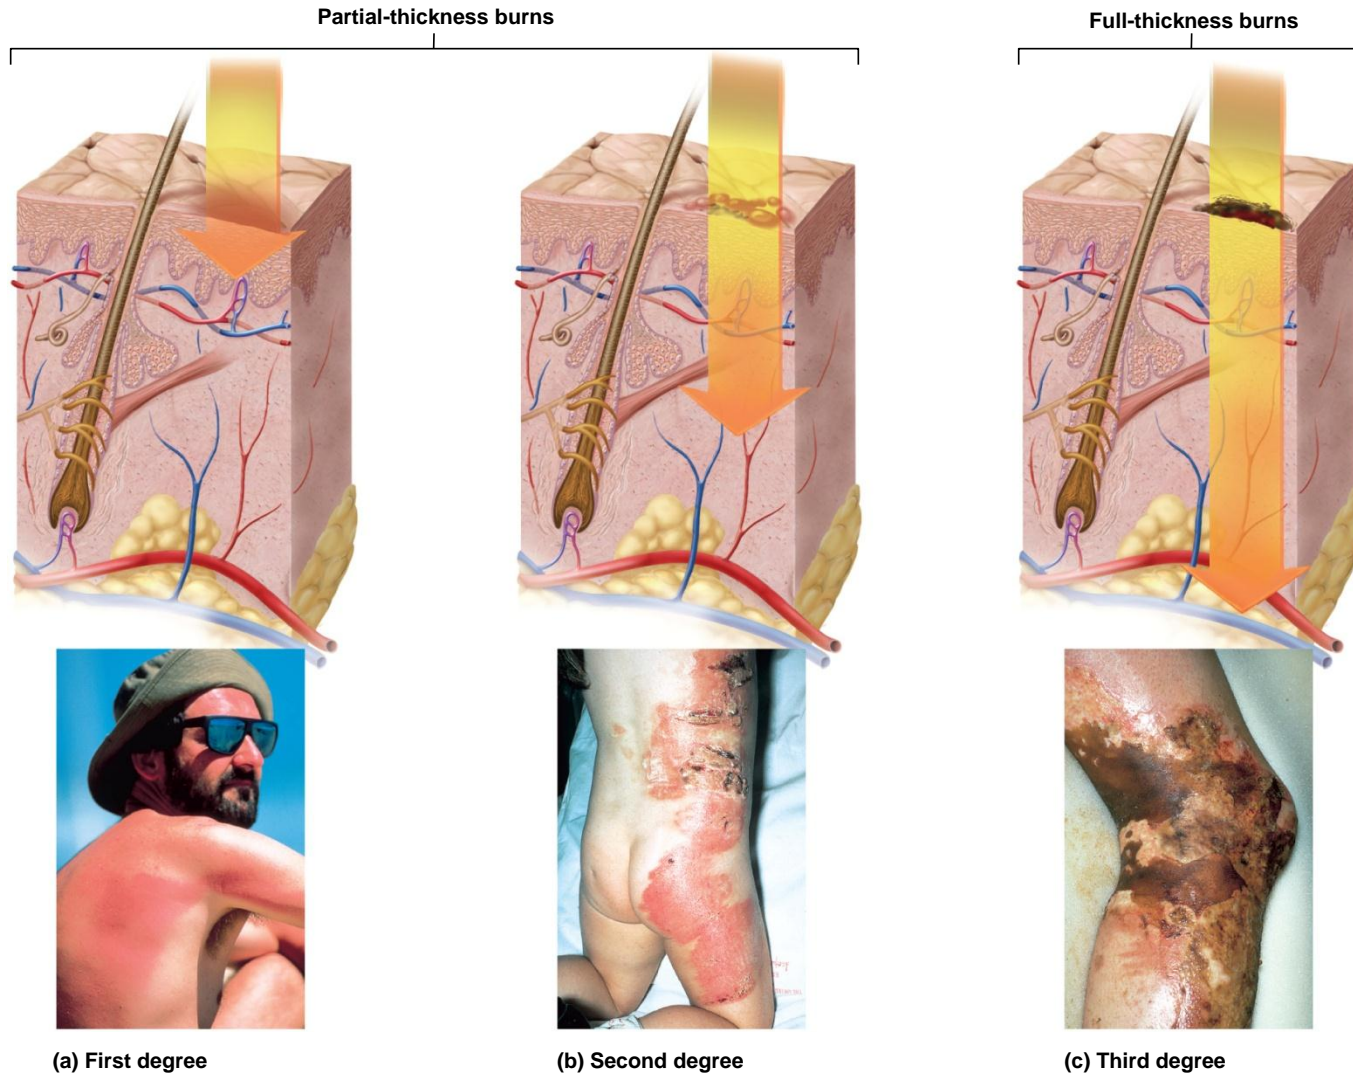 Partial-thickness burns
Full-thickness burns
(a) First degree
(b) Second degree
(c) Third degree